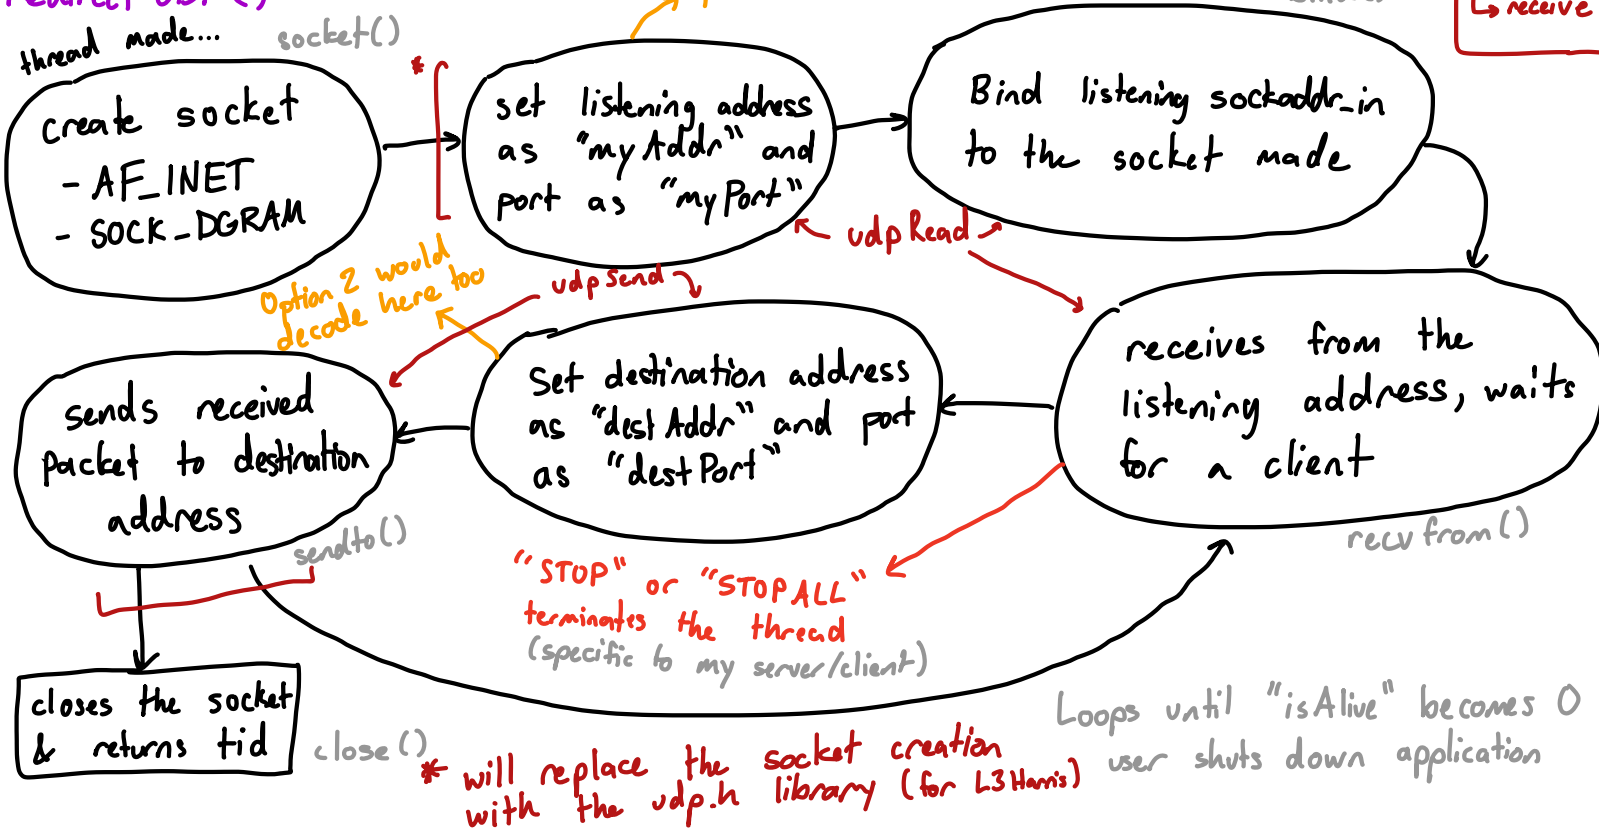 thread made...
socket()
receive
create socket
- AF_INET
- SOCK_DGRAM
*
set listening address
as "myAddr" and
port as "myPort"
Bind listening sockaddr_in
to the socket made
udpRead
Option 2 would
decode here too
udpSend
receives from the
listening address, waits
for a client
recvfrom()
Set destination address
as "destAddr" and port
as "destPort"
sends received
packet to destination
address
sendto()
"STOP" or "STOPALL"
terminates the thread
(specific to my server/client)
closes the socket
& returns tid
close()
Loops until "isAlive" becomes 0
user shuts down application
* will replace the socket creation
with the udp.h library (for L3Harris)